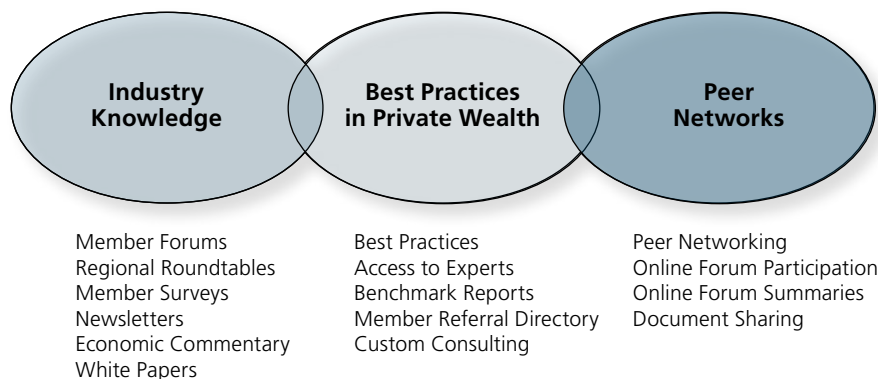 Industry
Knowledge
Best Practices
in Private Wealth
Peer
Networks
Member Forums
Regional Roundtables
Member Surveys
Newsletters
Economic Commentary
White Papers
Best Practices
Access to Experts
Benchmark Reports
Member Referral Directory
Custom Consulting
Peer Networking
Online Forum Participation
Online Forum Summaries
Document Sharing